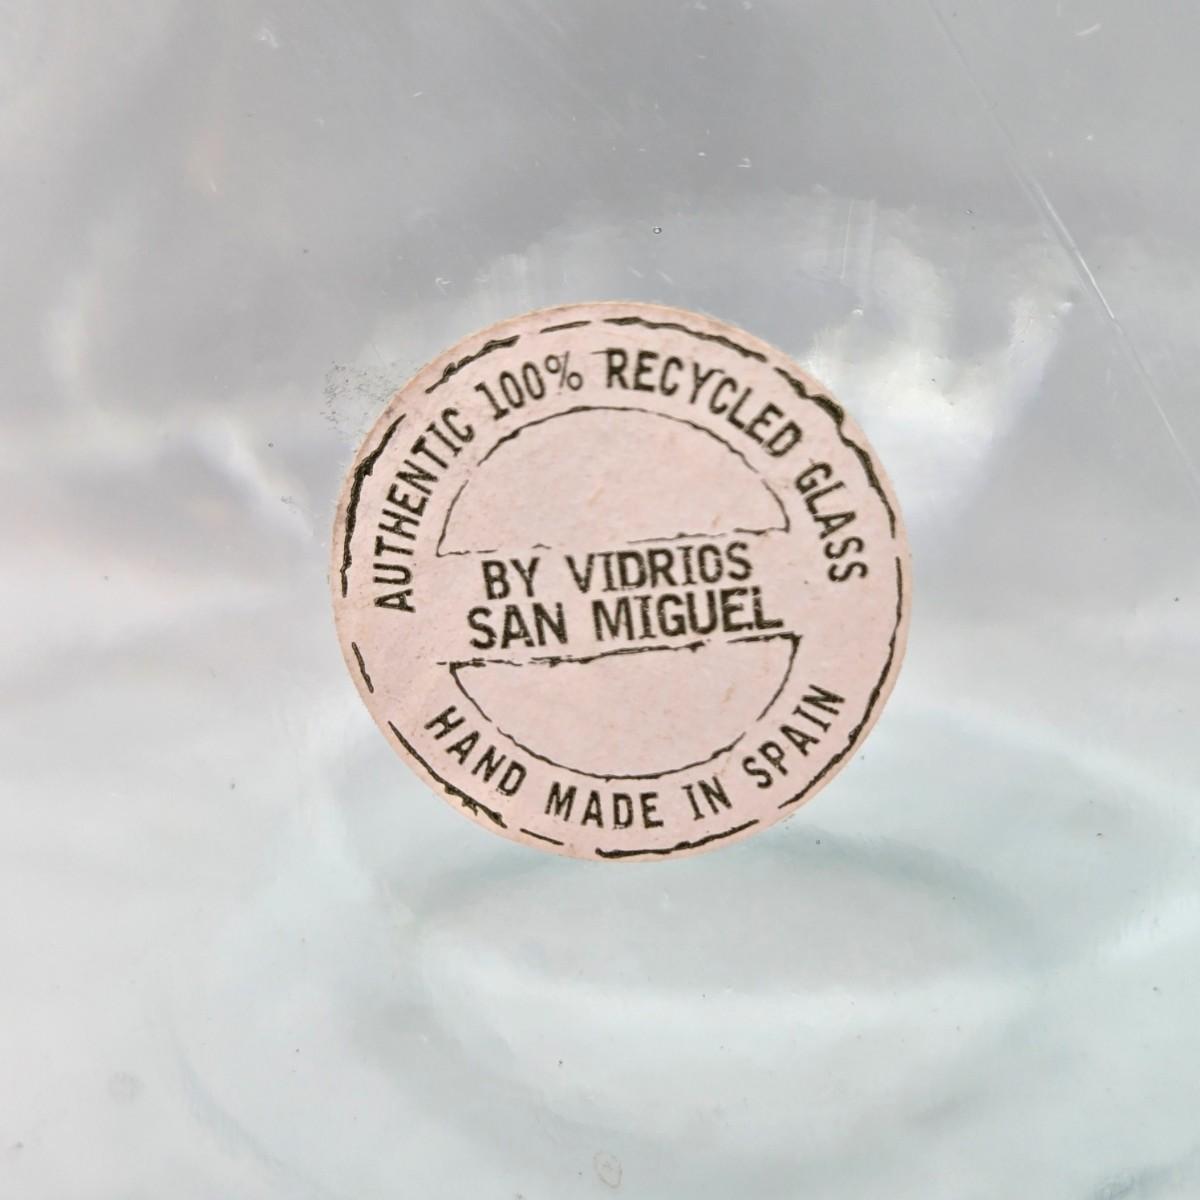 AUTHENTIC 100% RECYCLED GLASS
BY VIDRIOS
SAN MIGUEL
HAND MADE IN SPAIN